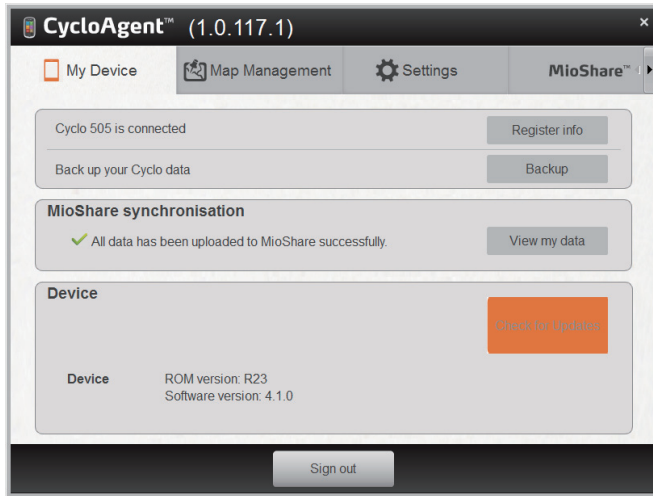 CycloAgent™ (1.0.117.1)
×
My Device
Map Management
Settings
MioShare™
Cyclo 505 is connected
Register info
Back up your Cyclo data
Backup
MioShare synchronisation
All data has been uploaded to MioShare successfully.
View my data
Device
Check for Updates
Device
ROM version: R23
Software version: 4.1.0
Sign out